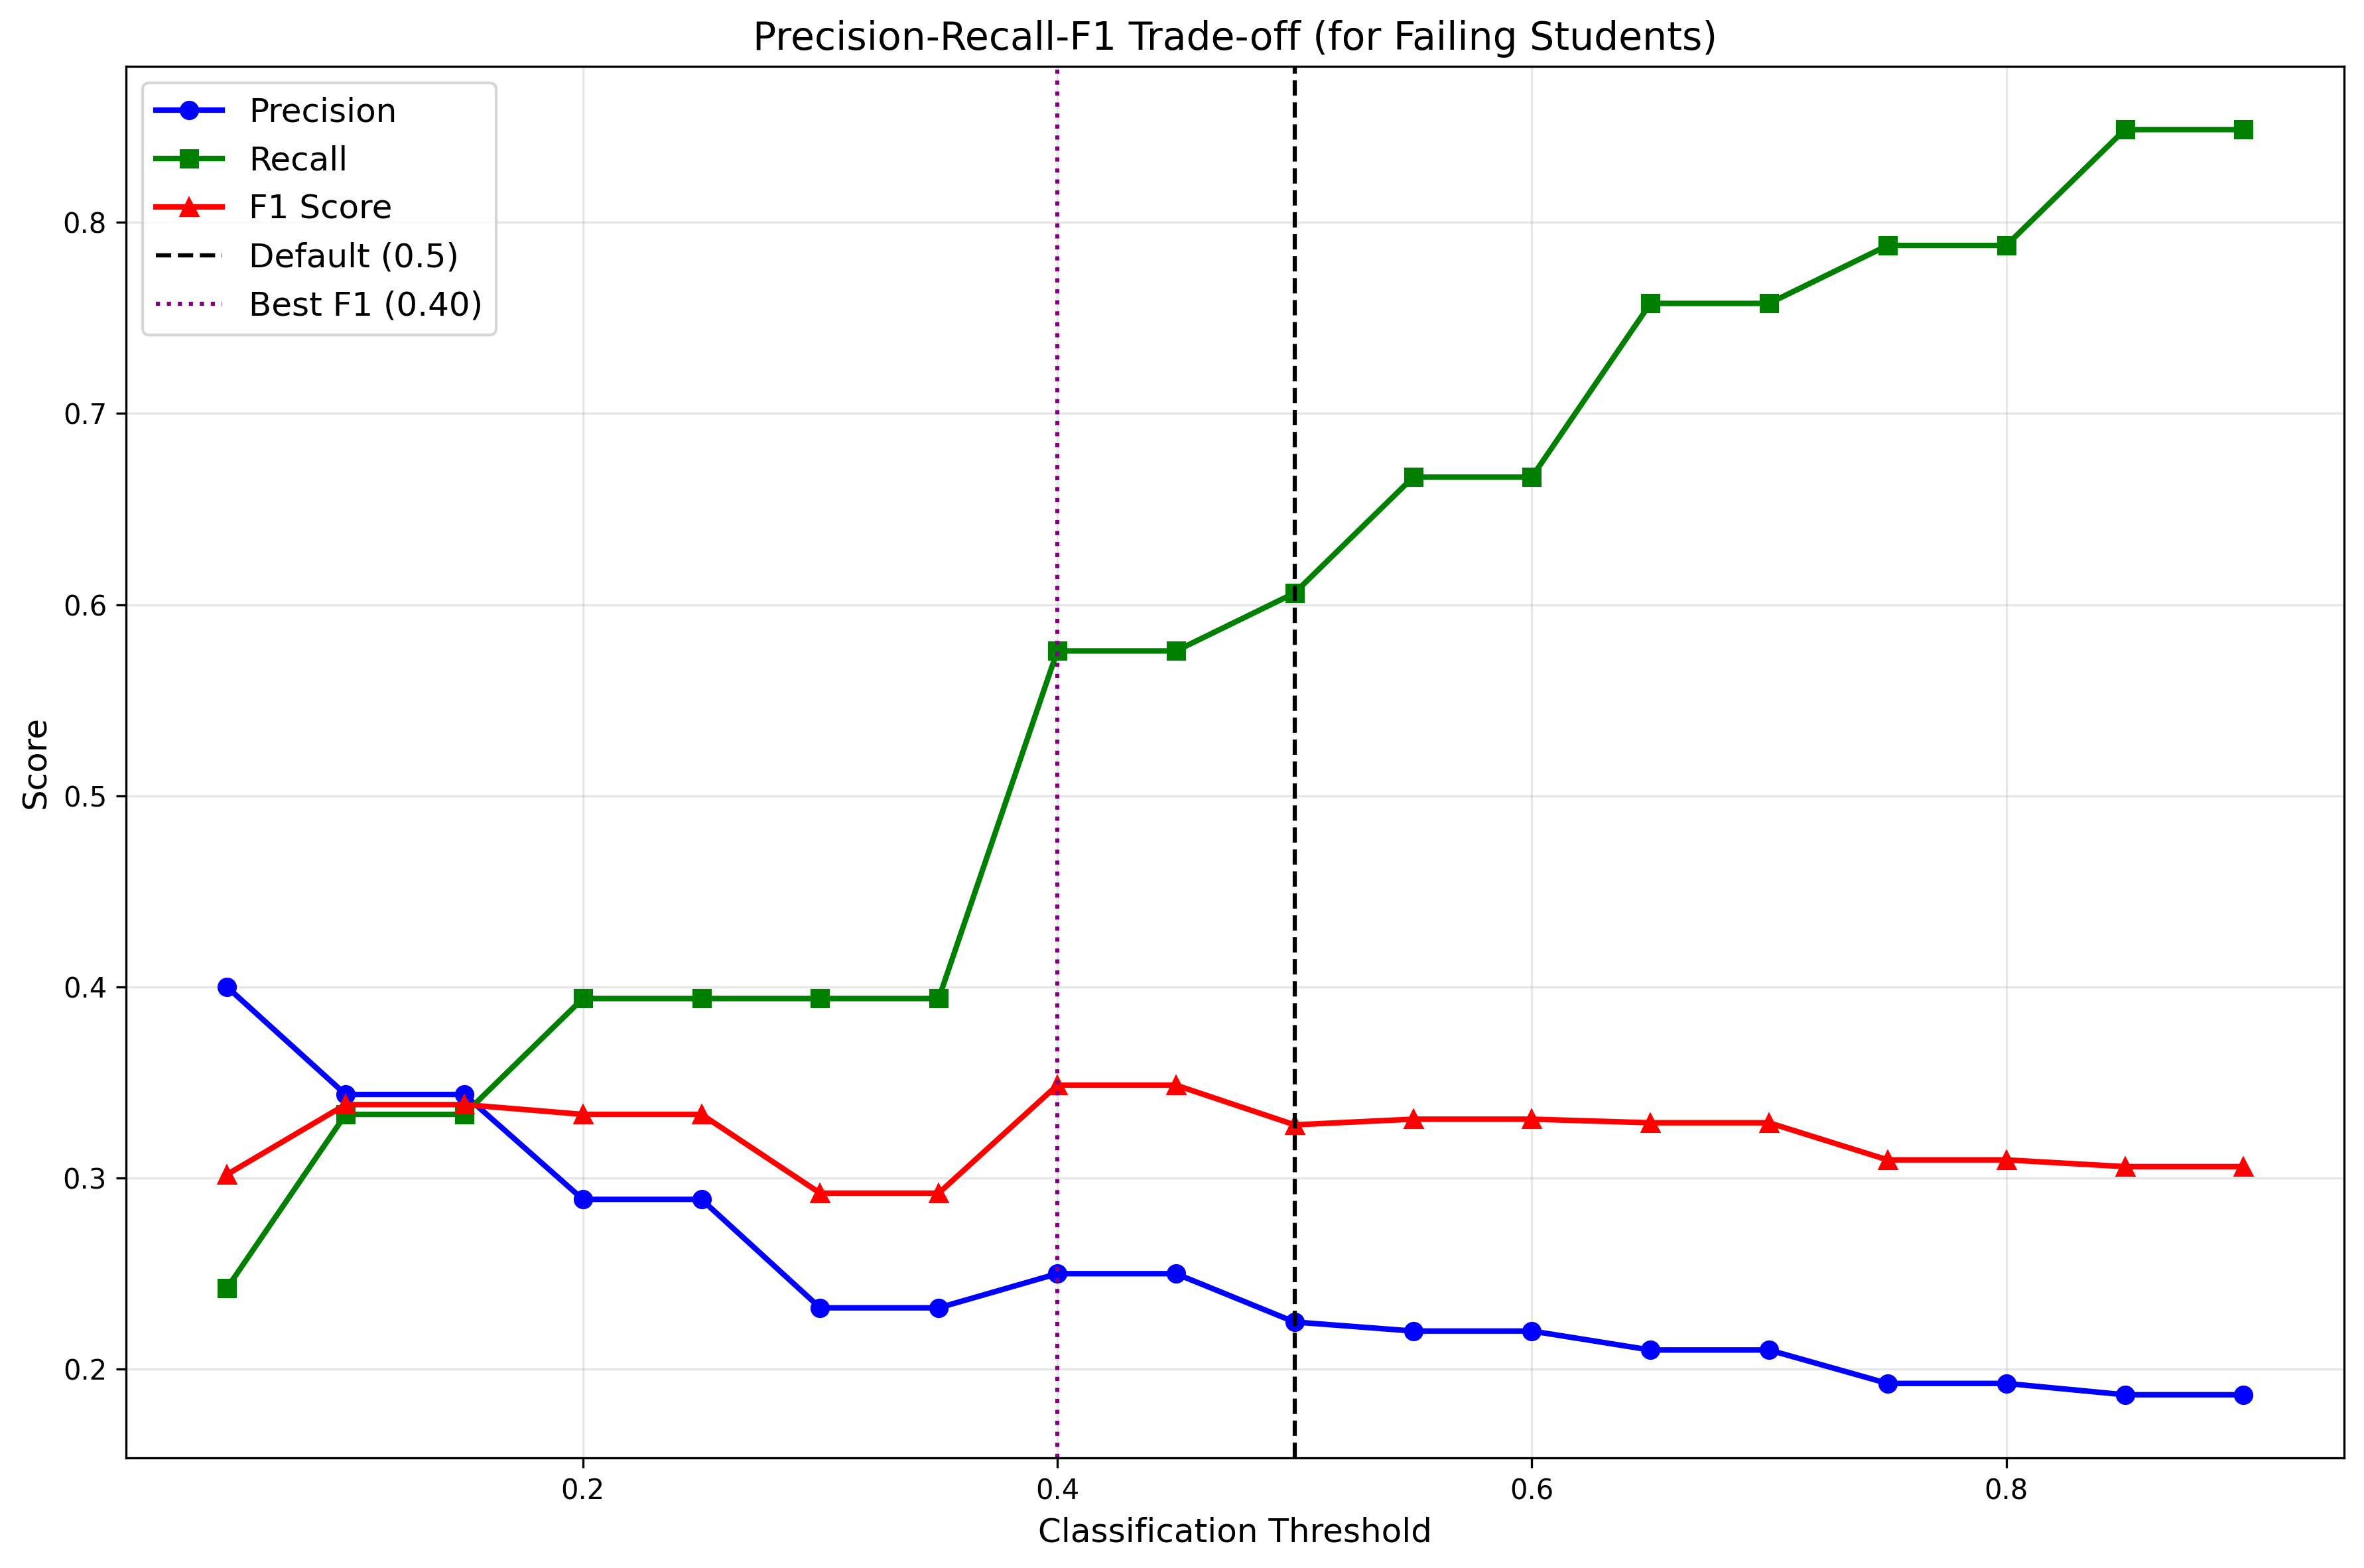 Precision-Recall-F1 Trade-off (for Failing Students)
Precision
Recall
F1 Score
Default (0.5)
Best F1 (0.40)
0.8
0.7
0.6
0.5
0.4
0.3
0.2
Score
0.2
0.4
0.6
0.8
Classification Threshold